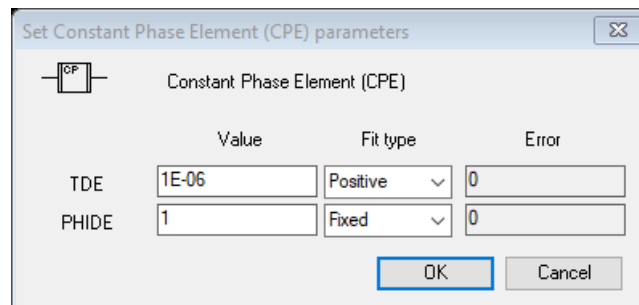 Set Constant Phase Element (CPE) parameters
CP
Constant Phase Element (CPE)
Value Fit type Error
TDE 1E-06 Positive 0
PHIDE 1 Fixed 0
OK Cancel